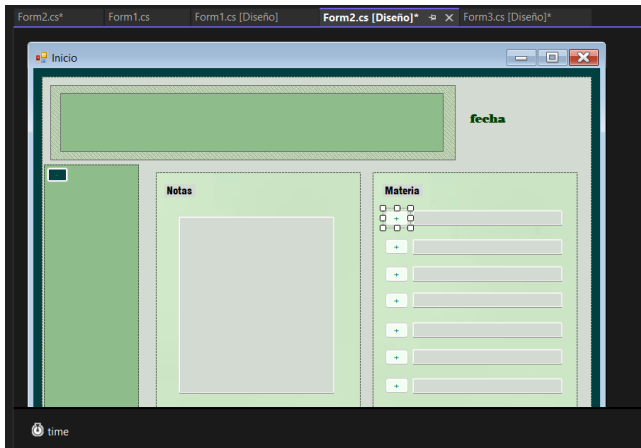 Form2.cs*
Form1.cs
Form1.cs [Diseño]
Form2.cs [Diseño]*
Form3.cs [Diseño]*
Inicio
fecha
Notas
Materia
+
+
+
+
+
+
+
time